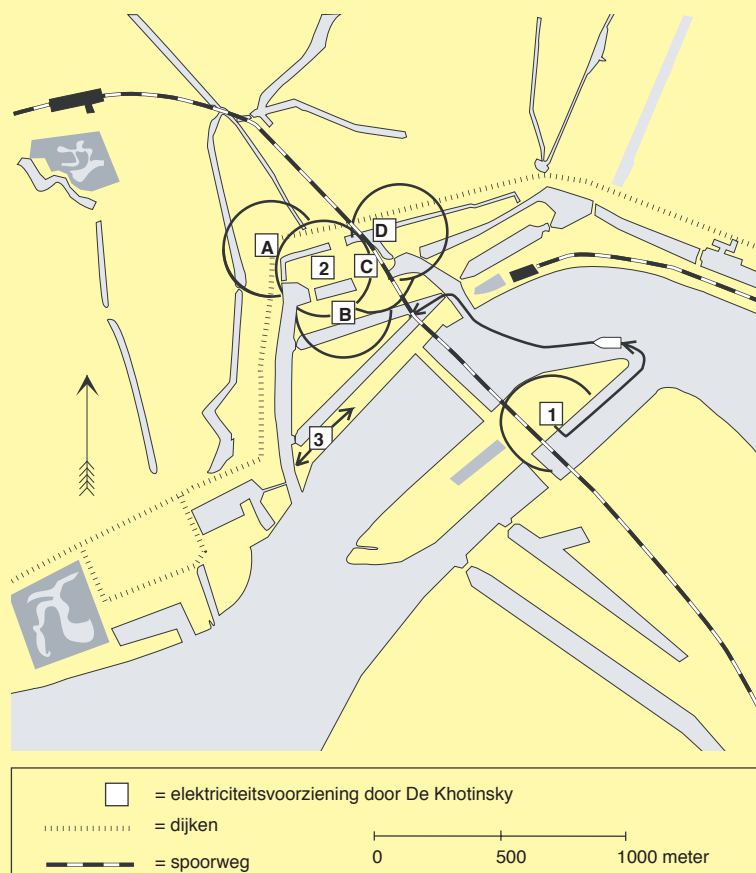 A
D
2
C
B
1
3
= elektriciteitsvoorziening door De Khotinsky
= dijken
= spoorweg
0 500 1000 meter